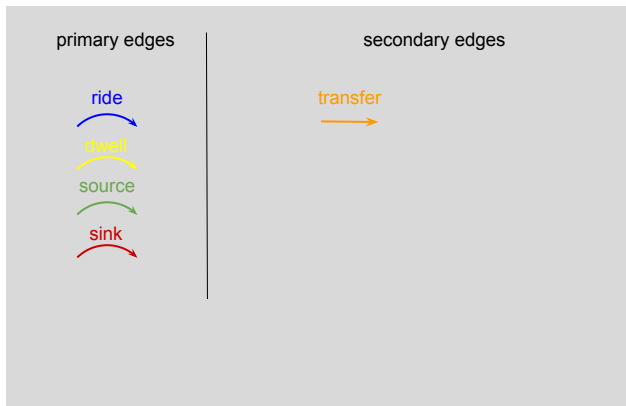 primary edges
secondary edges
ride
transfer
dwell
source
sink